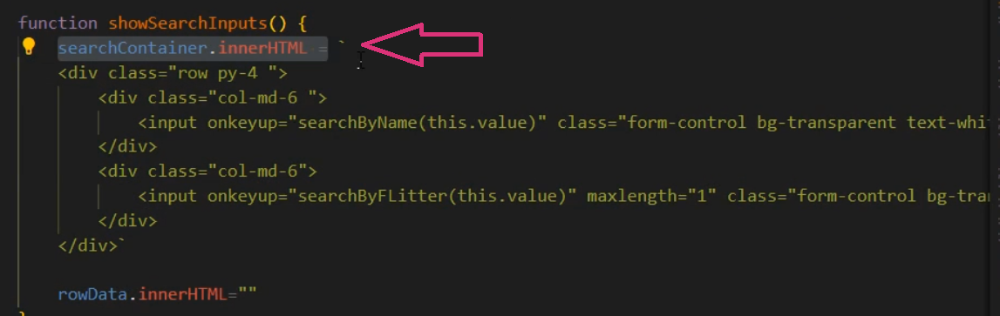 function showSearchInputs() {
searchContainer.innerHTML = `
<div class="row py-4 ">
<div class="col-md-6 ">
<input onkeyup="searchByName(this.value)" class="form-control bg-transparent text-whi
</div>
<div class="col-md-6">
<input onkeyup="searchByFLitter(this.value)" maxlength="1" class="form-control bg-tra
</div>
</div>`
rowData.innerHTML=""
}